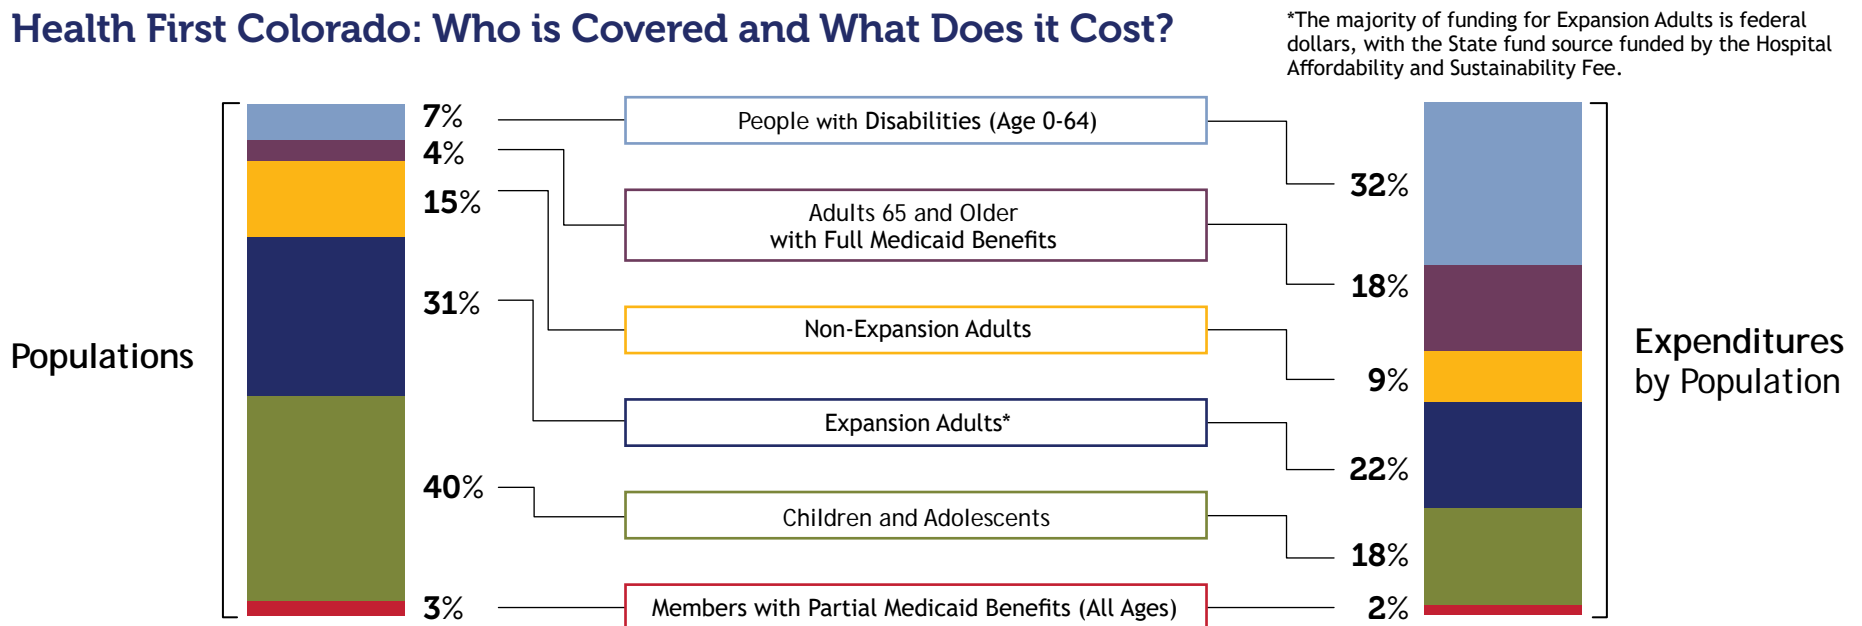 Health First Colorado: Who is Covered and What Does it Cost?
*The majority of funding for Expansion Adults is federal
dollars, with the State fund source funded by the Hospital
Affordability and Sustainability Fee.
Populations
7%
4%
15%
31%
40%
3%
People with Disabilities (Age 0-64)
Adults 65 and Older
with Full Medicaid Benefits
Non-Expansion Adults
Expansion Adults*
Children and Adolescents
Members with Partial Medicaid Benefits (All Ages)
32%
18%
9%
22%
18%
2%
Expenditures
by Population